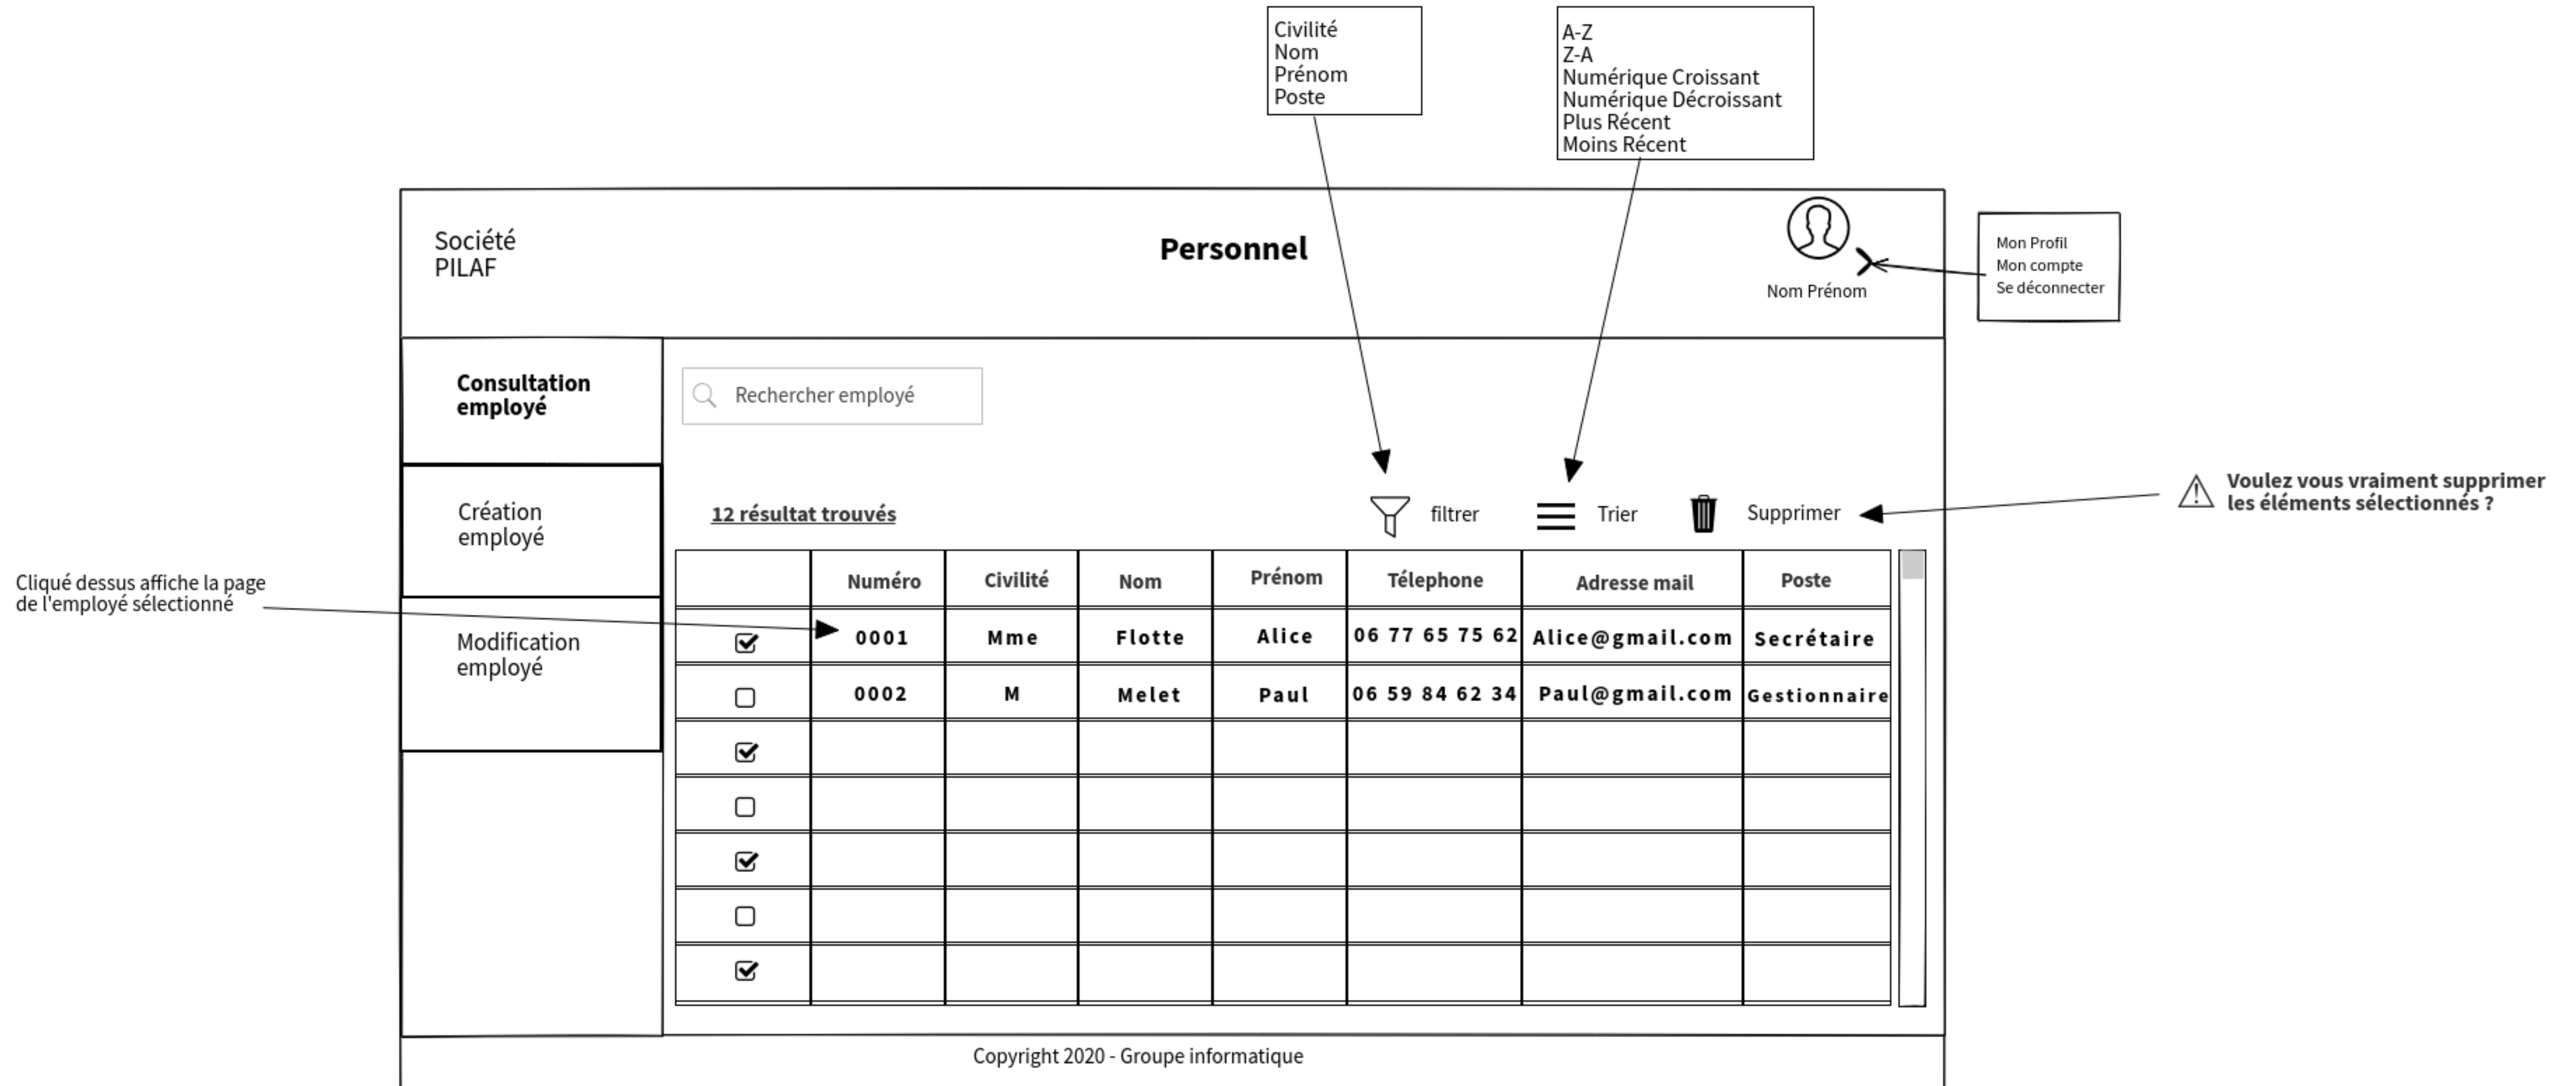 Civilité
Nom
Prénom
Poste
A-Z
Z-A
Numérique Croissant
Numérique Décroissant
Plus Récent
Moins Récent
Société
PILAF
Personnel
Nom Prénom
Mon Profil
Mon compte
Se déconnecter
Consultation
employé
Création
employé
Modification
employé
Rechercher employé
12 résultat trouvés
filtrer
Trier
Supprimer
Voulez vous vraiment supprimer
les éléments sélectionnés ?
Cliqué dessus affiche la page
de l'employé sélectionné
Numéro Civilité Nom Prénom Télephone Adresse mail Poste
0001 Mme Flotte Alice 06 77 65 75 62 Alice@gmail.com Secrétaire
0002 M Melet Paul 06 59 84 62 34 Paul@gmail.com Gestionnaire
Copyright 2020 - Groupe informatique